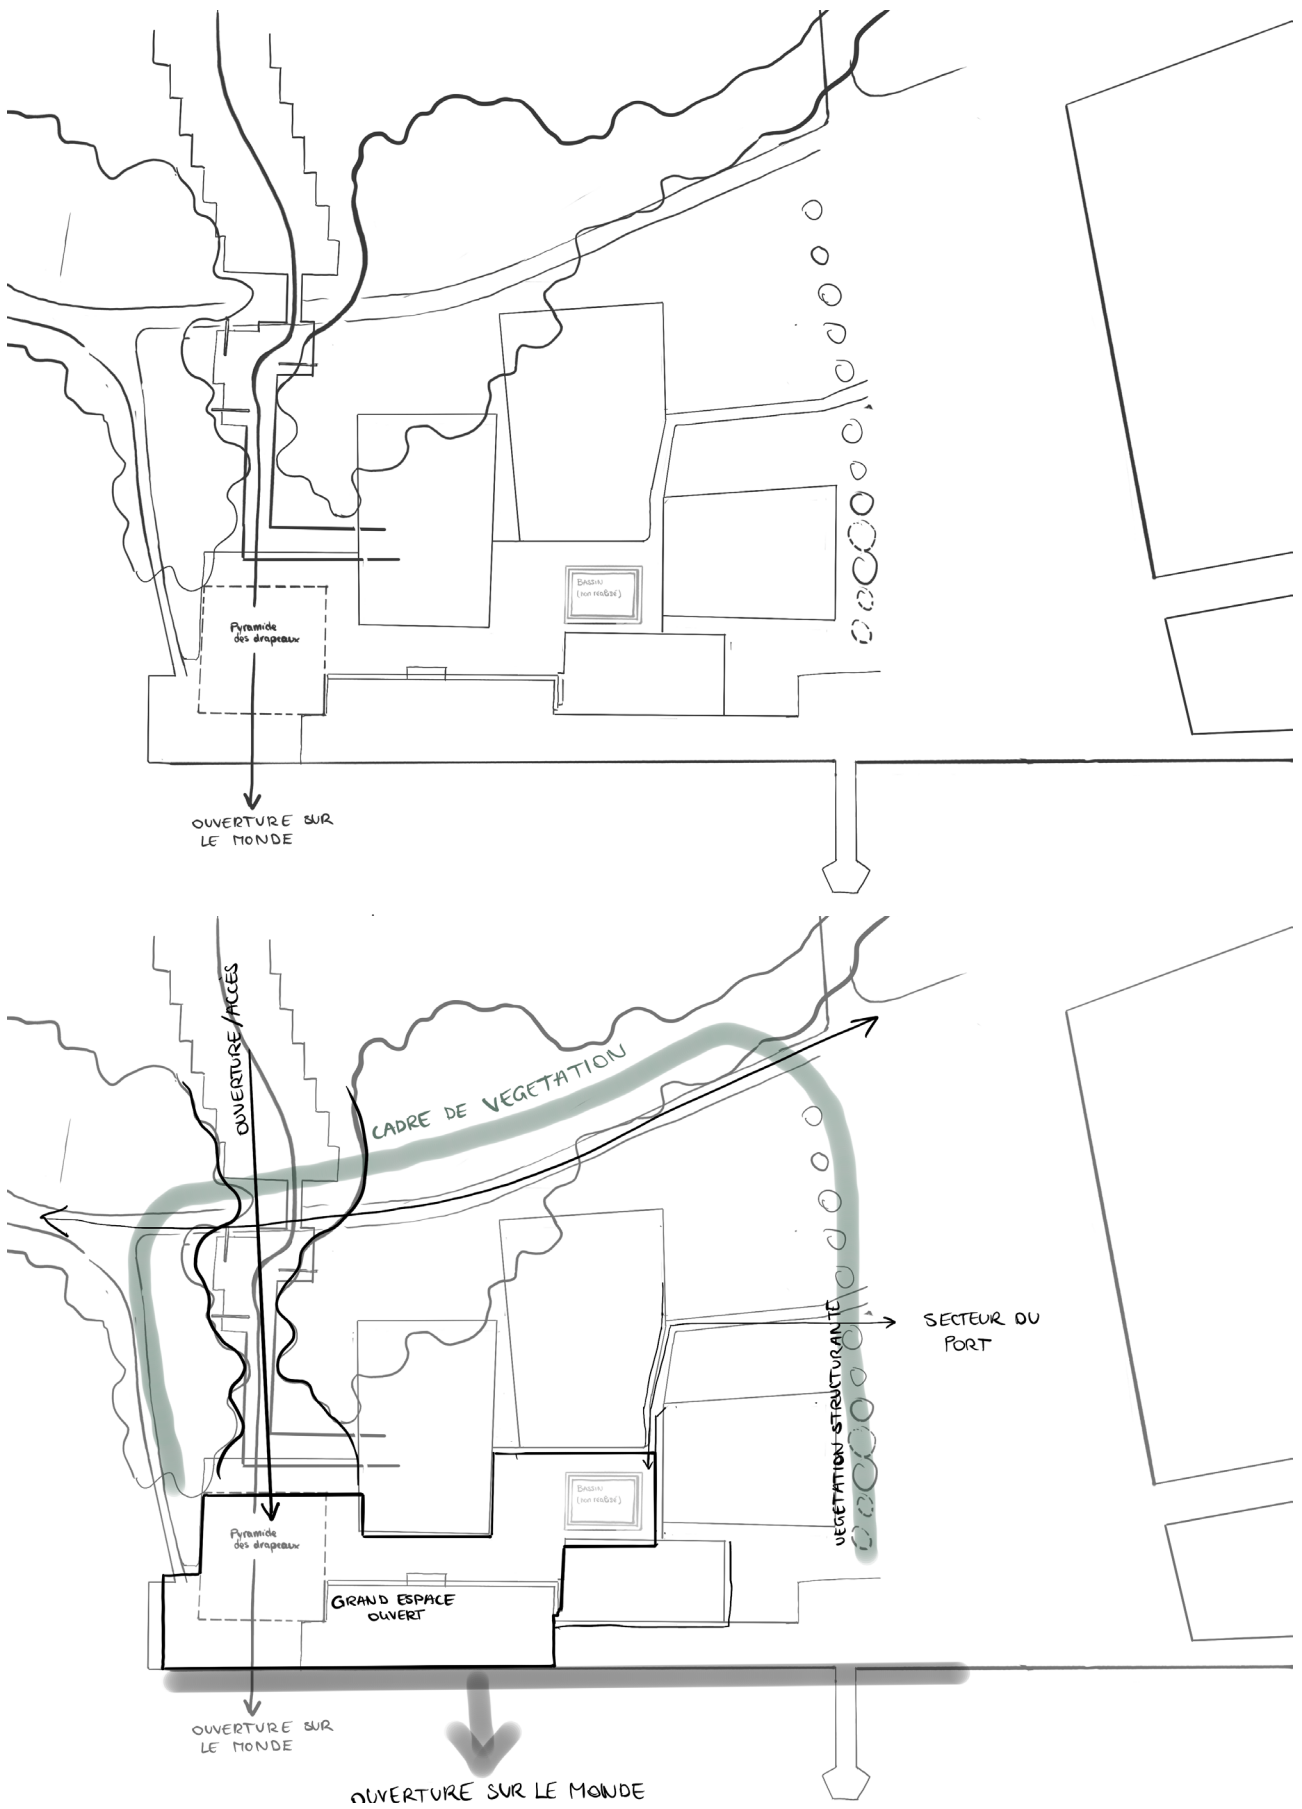 BASSIN
(non réalisé)
Pyramide
des drapeaux
OUVERTURE SUR
LE MONDE
OUVERTURE/ACCÈS
CADRE DE VEGETATION
SECTEUR DU
PORT
VEGETATION STRUCTURANTE
BASSIN
(non réalisé)
Pyramide
des drapeaux
GRAND ESPACE
OUVERT
OUVERTURE SUR
LE MONDE
OUVERTURE SUR LE MONDE